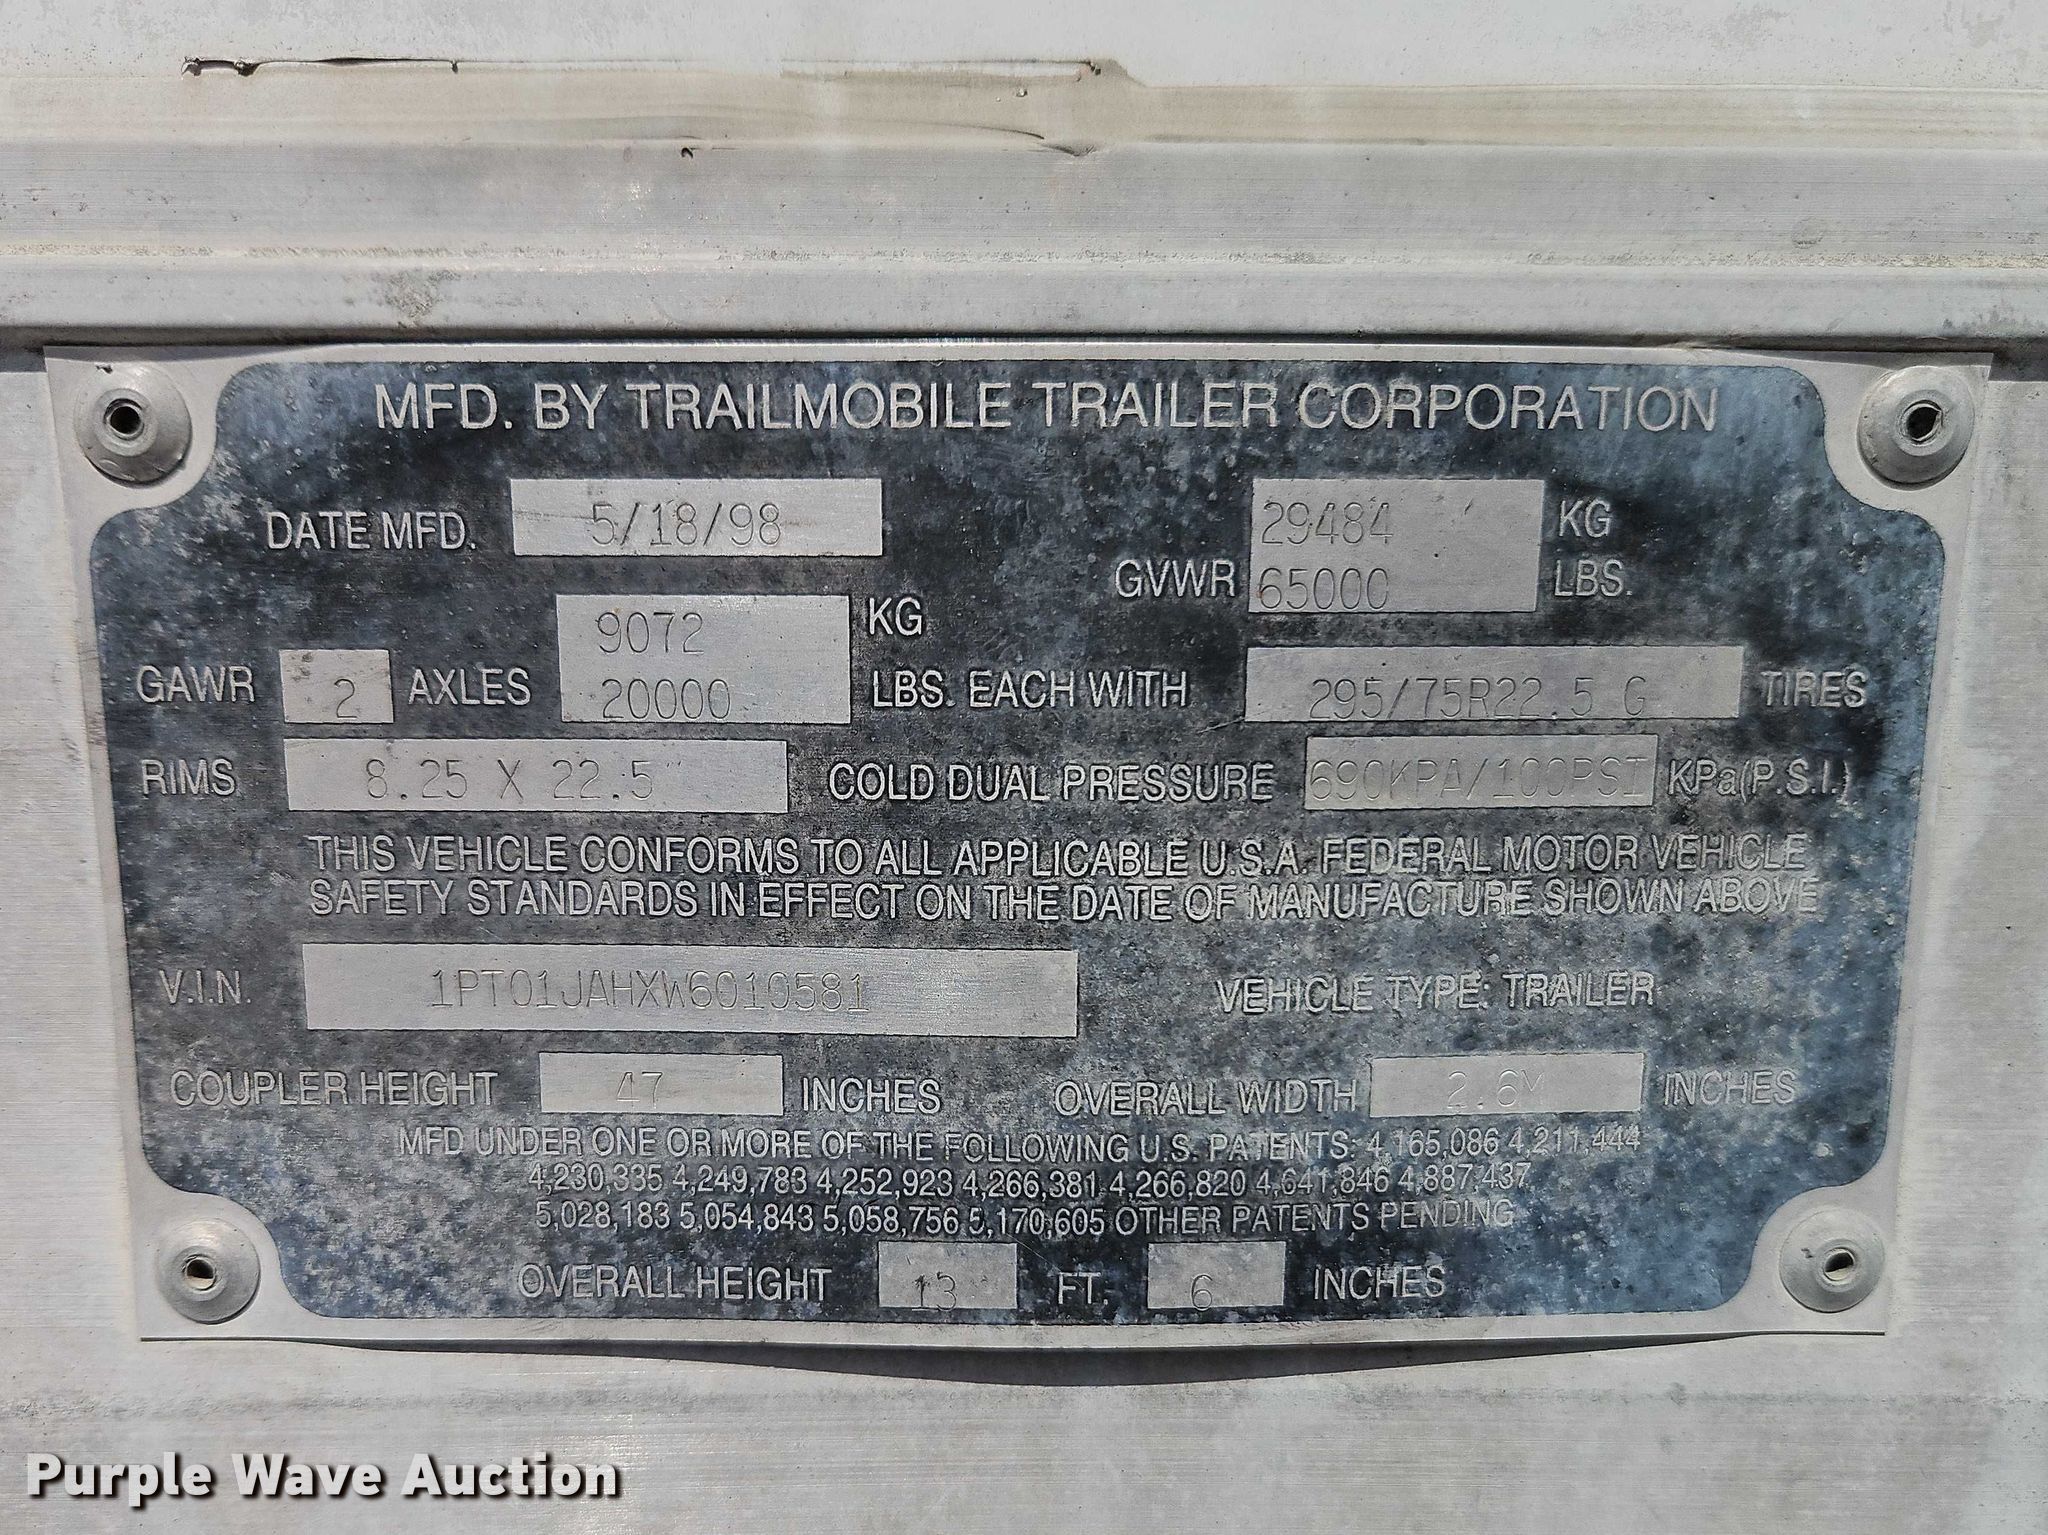 MFD. BY TRAILMOBILE TRAILER CORPORATION
DATE MFD. 5/18/98 29484 KG
GVWR 65000 LBS.
9072 KG
GAWR 2 AXLES 20000 LBS. EACH WITH 295/75R22.5 G TIRES
RIMS 8.25 X 22.5" COLD DUAL PRESSURE 690KPA/100PSI KPa(P.S.I.)
THIS VEHICLE CONFORMS TO ALL APPLICABLE U.S.A. FEDERAL MOTOR VEHICLE
SAFETY STANDARDS IN EFFECT ON THE DATE OF MANUFACTURE SHOWN ABOVE
V.I.N. 1PT01JAHXW6010581 VEHICLE TYPE: TRAILER
COUPLER HEIGHT 47 INCHES OVERALL WIDTH 2.6M INCHES
MFD UNDER ONE OR MORE OF THE FOLLOWING U.S. PATENTS: 4,165,086 4,211,444
4,230,335 4,249,783 4,252,923 4,266,381 4,266,820 4,641,846 4,887,437
5,028,183 5,054,843 5,058,756 5,170,605 OTHER PATENTS PENDING
OVERALL HEIGHT 13 FT. 6 INCHES
Purple Wave Auction